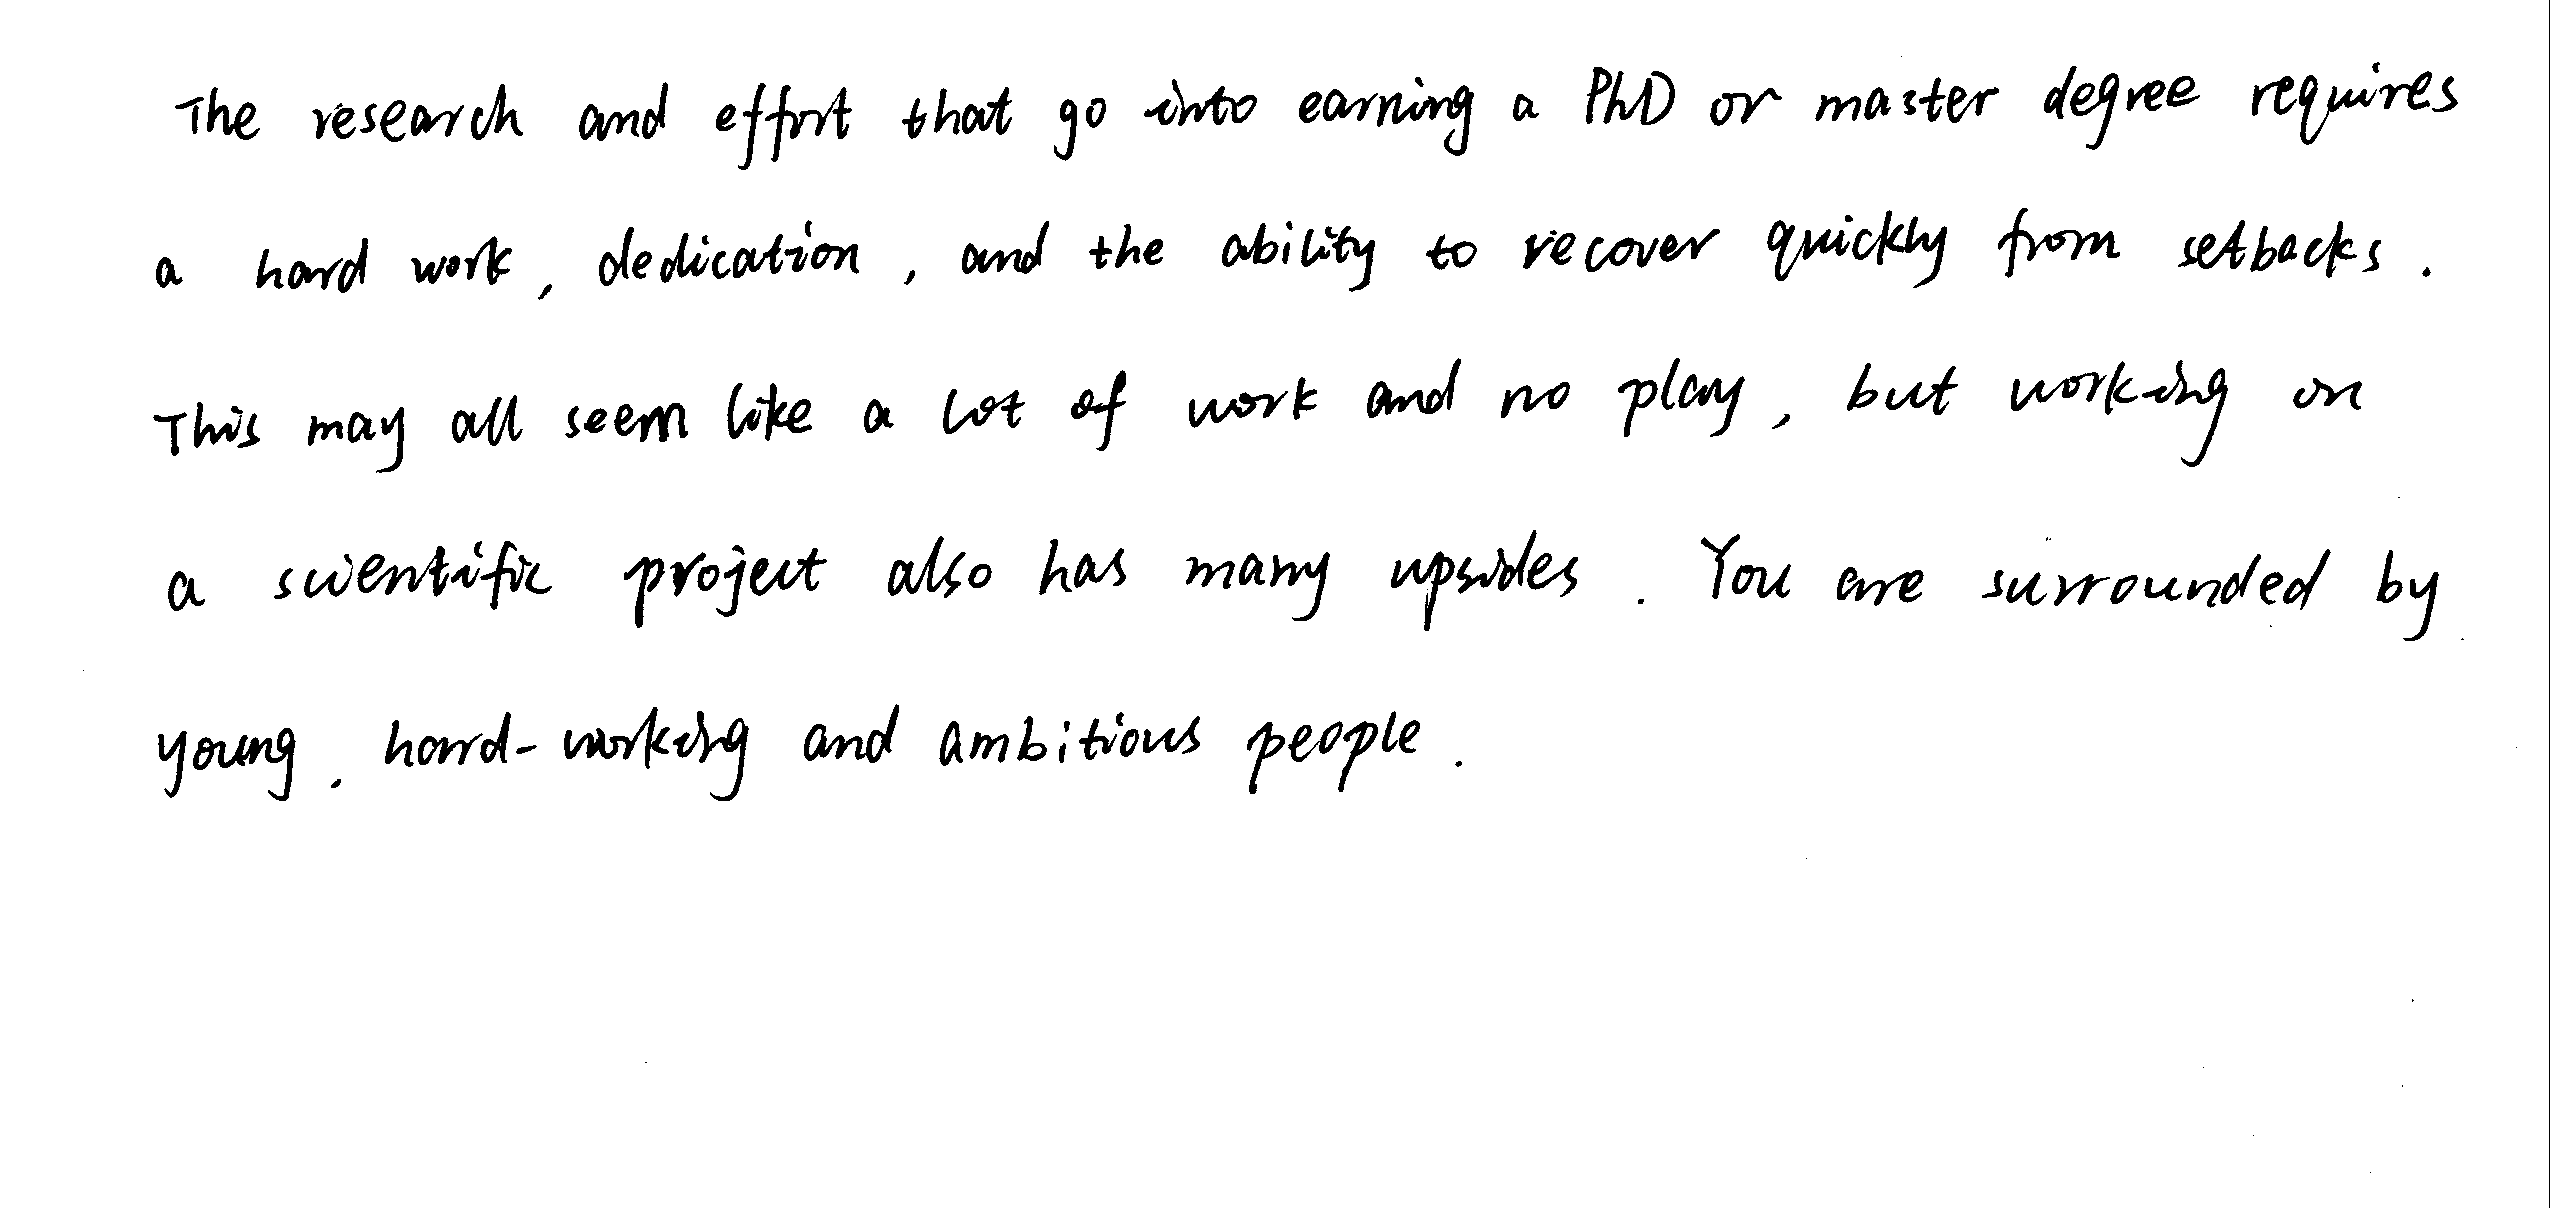 The research and effort that go into earning a PhD or master degree requires
a hard work, dedication, and the ability to recover quickly from setbacks.
This may all seem like a lot of work and no play, but working on
a scientific project also has many upsides. You are surrounded by
young, hard-working and ambitious people.